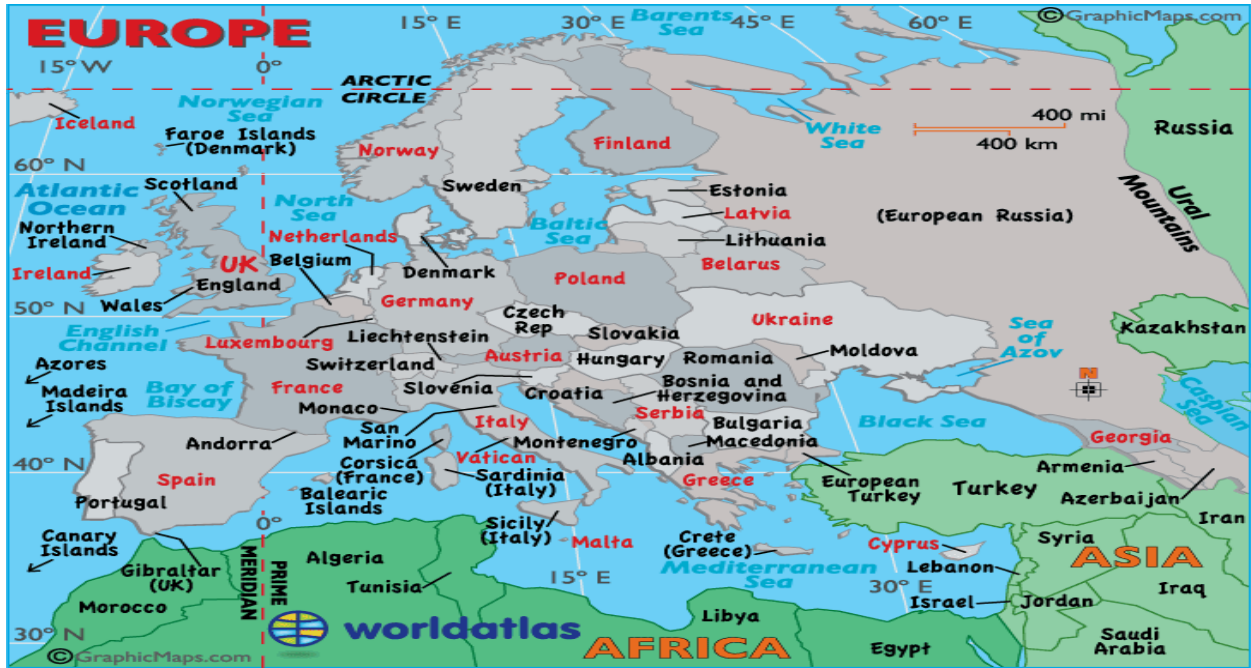 EUROPE
©GraphicMaps.com
15° W
0°
15° E
30° E
45° E
60° E
Barents
Sea
ARCTIC
CIRCLE
Norwegian
Sea
Iceland
Faroe Islands
(Denmark)
White
Sea
400 mi
400 km
Russia
Norway
Finland
60° N
Scotland
Sweden
Estonia
Ural
Mountains
Atlantic
Ocean
North
Sea
Latvia
(European Russia)
Northern
Ireland
Netherlands
Baltic
Sea
Lithuania
Ireland
UK
Belgium
Denmark
Belarus
England
Poland
Wales
Germany
50° N
Czech
Rep
Ukraine
Sea
of
Azov
Kazakhstan
English
Channel
Luxembourg
Liechtenstein
Slovakia
Moldova
Switzerland
Austria
Hungary
Romania
Azores
Madeira
Islands
Bay of
Biscay
France
Slovenia
Croatia
Bosnia and
Herzegovina
N
Caspian
Sea
Monaco
San
Marino
Italy
Serbia
Bulgaria
Black Sea
Andorra
Montenegro
Macedonia
Georgia
40° N
Corsica
(France)
Vatican
Albania
Armenia
Spain
Sardinia
(Italy)
Greece
European
Turkey
Turkey
Azerbaijan
Portugal
Balearic
Islands
Iran
Canary
Islands
0°
Sicily
(Italy)
Malta
Crete
(Greece)
Cyprus
Syria
ASIA
Gibraltar
(UK)
MERIDIAN
PRIME
Algeria
Mediterranean
Sea
Lebanon
Tunisia
15° E
30° E
Iraq
Morocco
Israel
Jordan
worldatlas
Libya
30° N
AFRICA
Egypt
Saudi
Arabia
©GraphicMaps.com